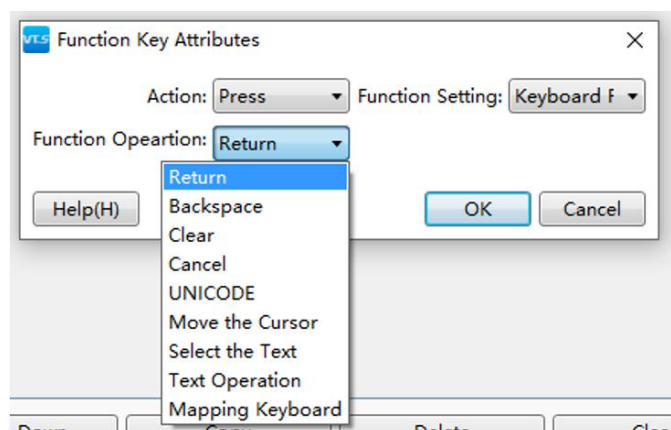 VT.S Function Key Attributes
Action: Press Function Setting: Keyboard F
Function Opeartion: Return
Return
Backspace
Clear
Cancel
UNICODE
Move the Cursor
Select the Text
Text Operation
Mapping Keyboard
Help(H) OK Cancel